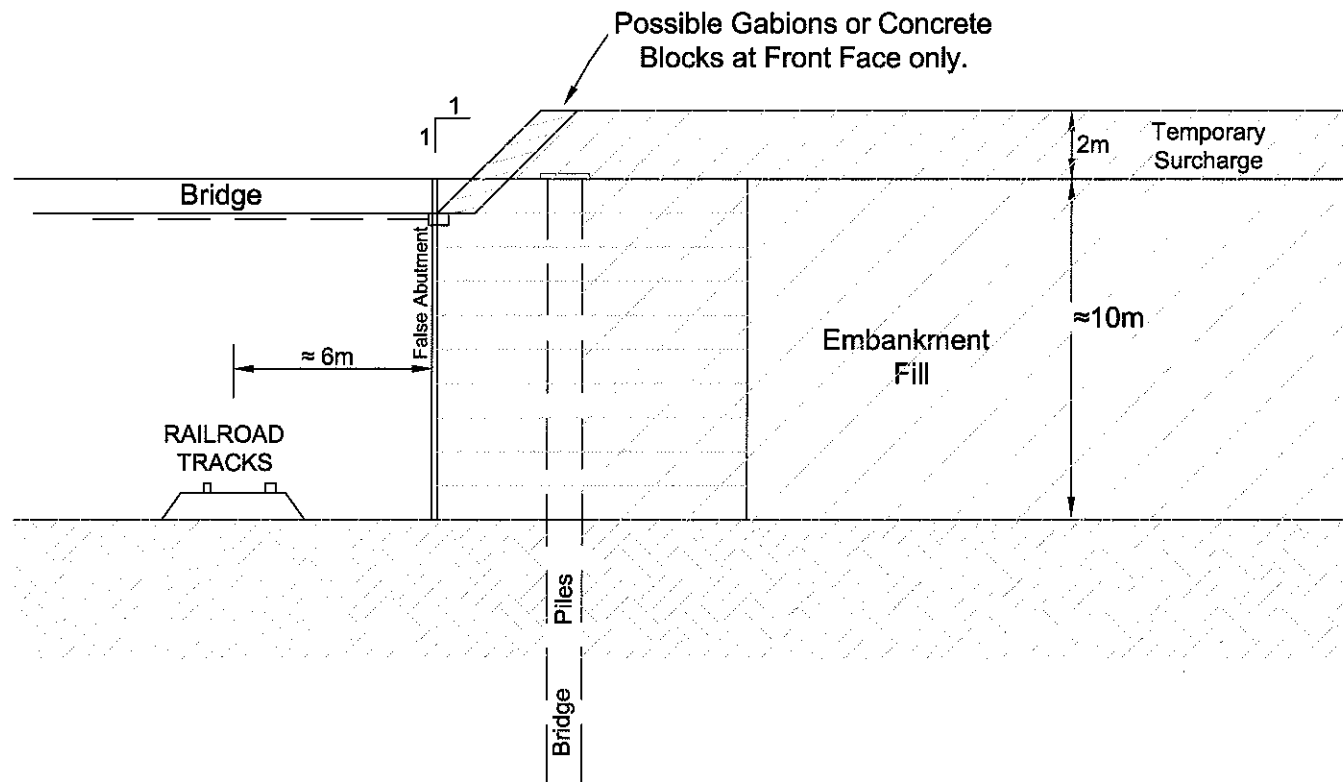 Possible Gabions or Concrete
Blocks at Front Face only.
1
1
2m
Temporary
Surcharge
Bridge
False Abutment
≈10m
Embankment
Fill
≈ 6m
RAILROAD
TRACKS
Bridge Piles